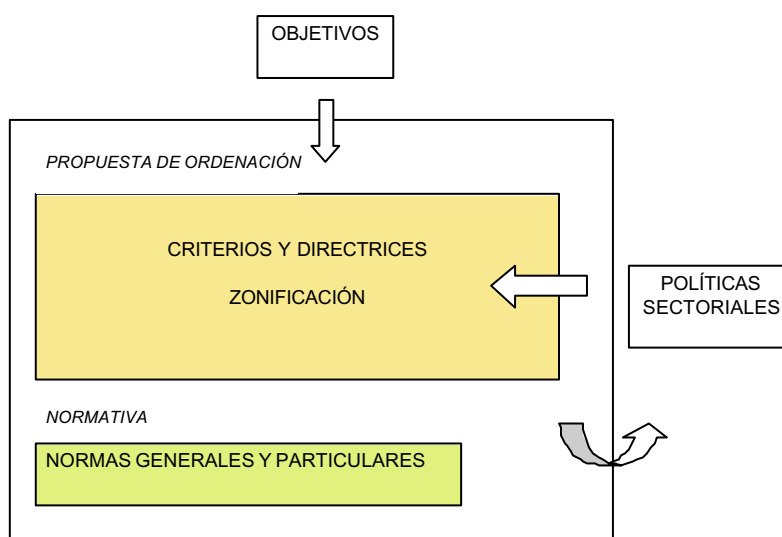 OBJETIVOS
PROPUESTA DE ORDENACIÓN
CRITERIOS Y DIRECTRICES
ZONIFICACIÓN
POLÍTICAS
SECTORIALES
NORMATIVA
NORMAS GENERALES Y PARTICULARES